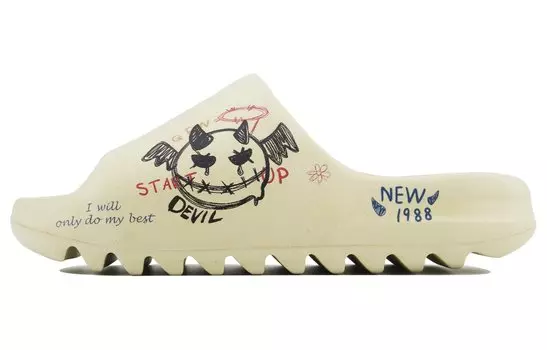 START UP
DEVIL
I will
only do my best
NEW
1988